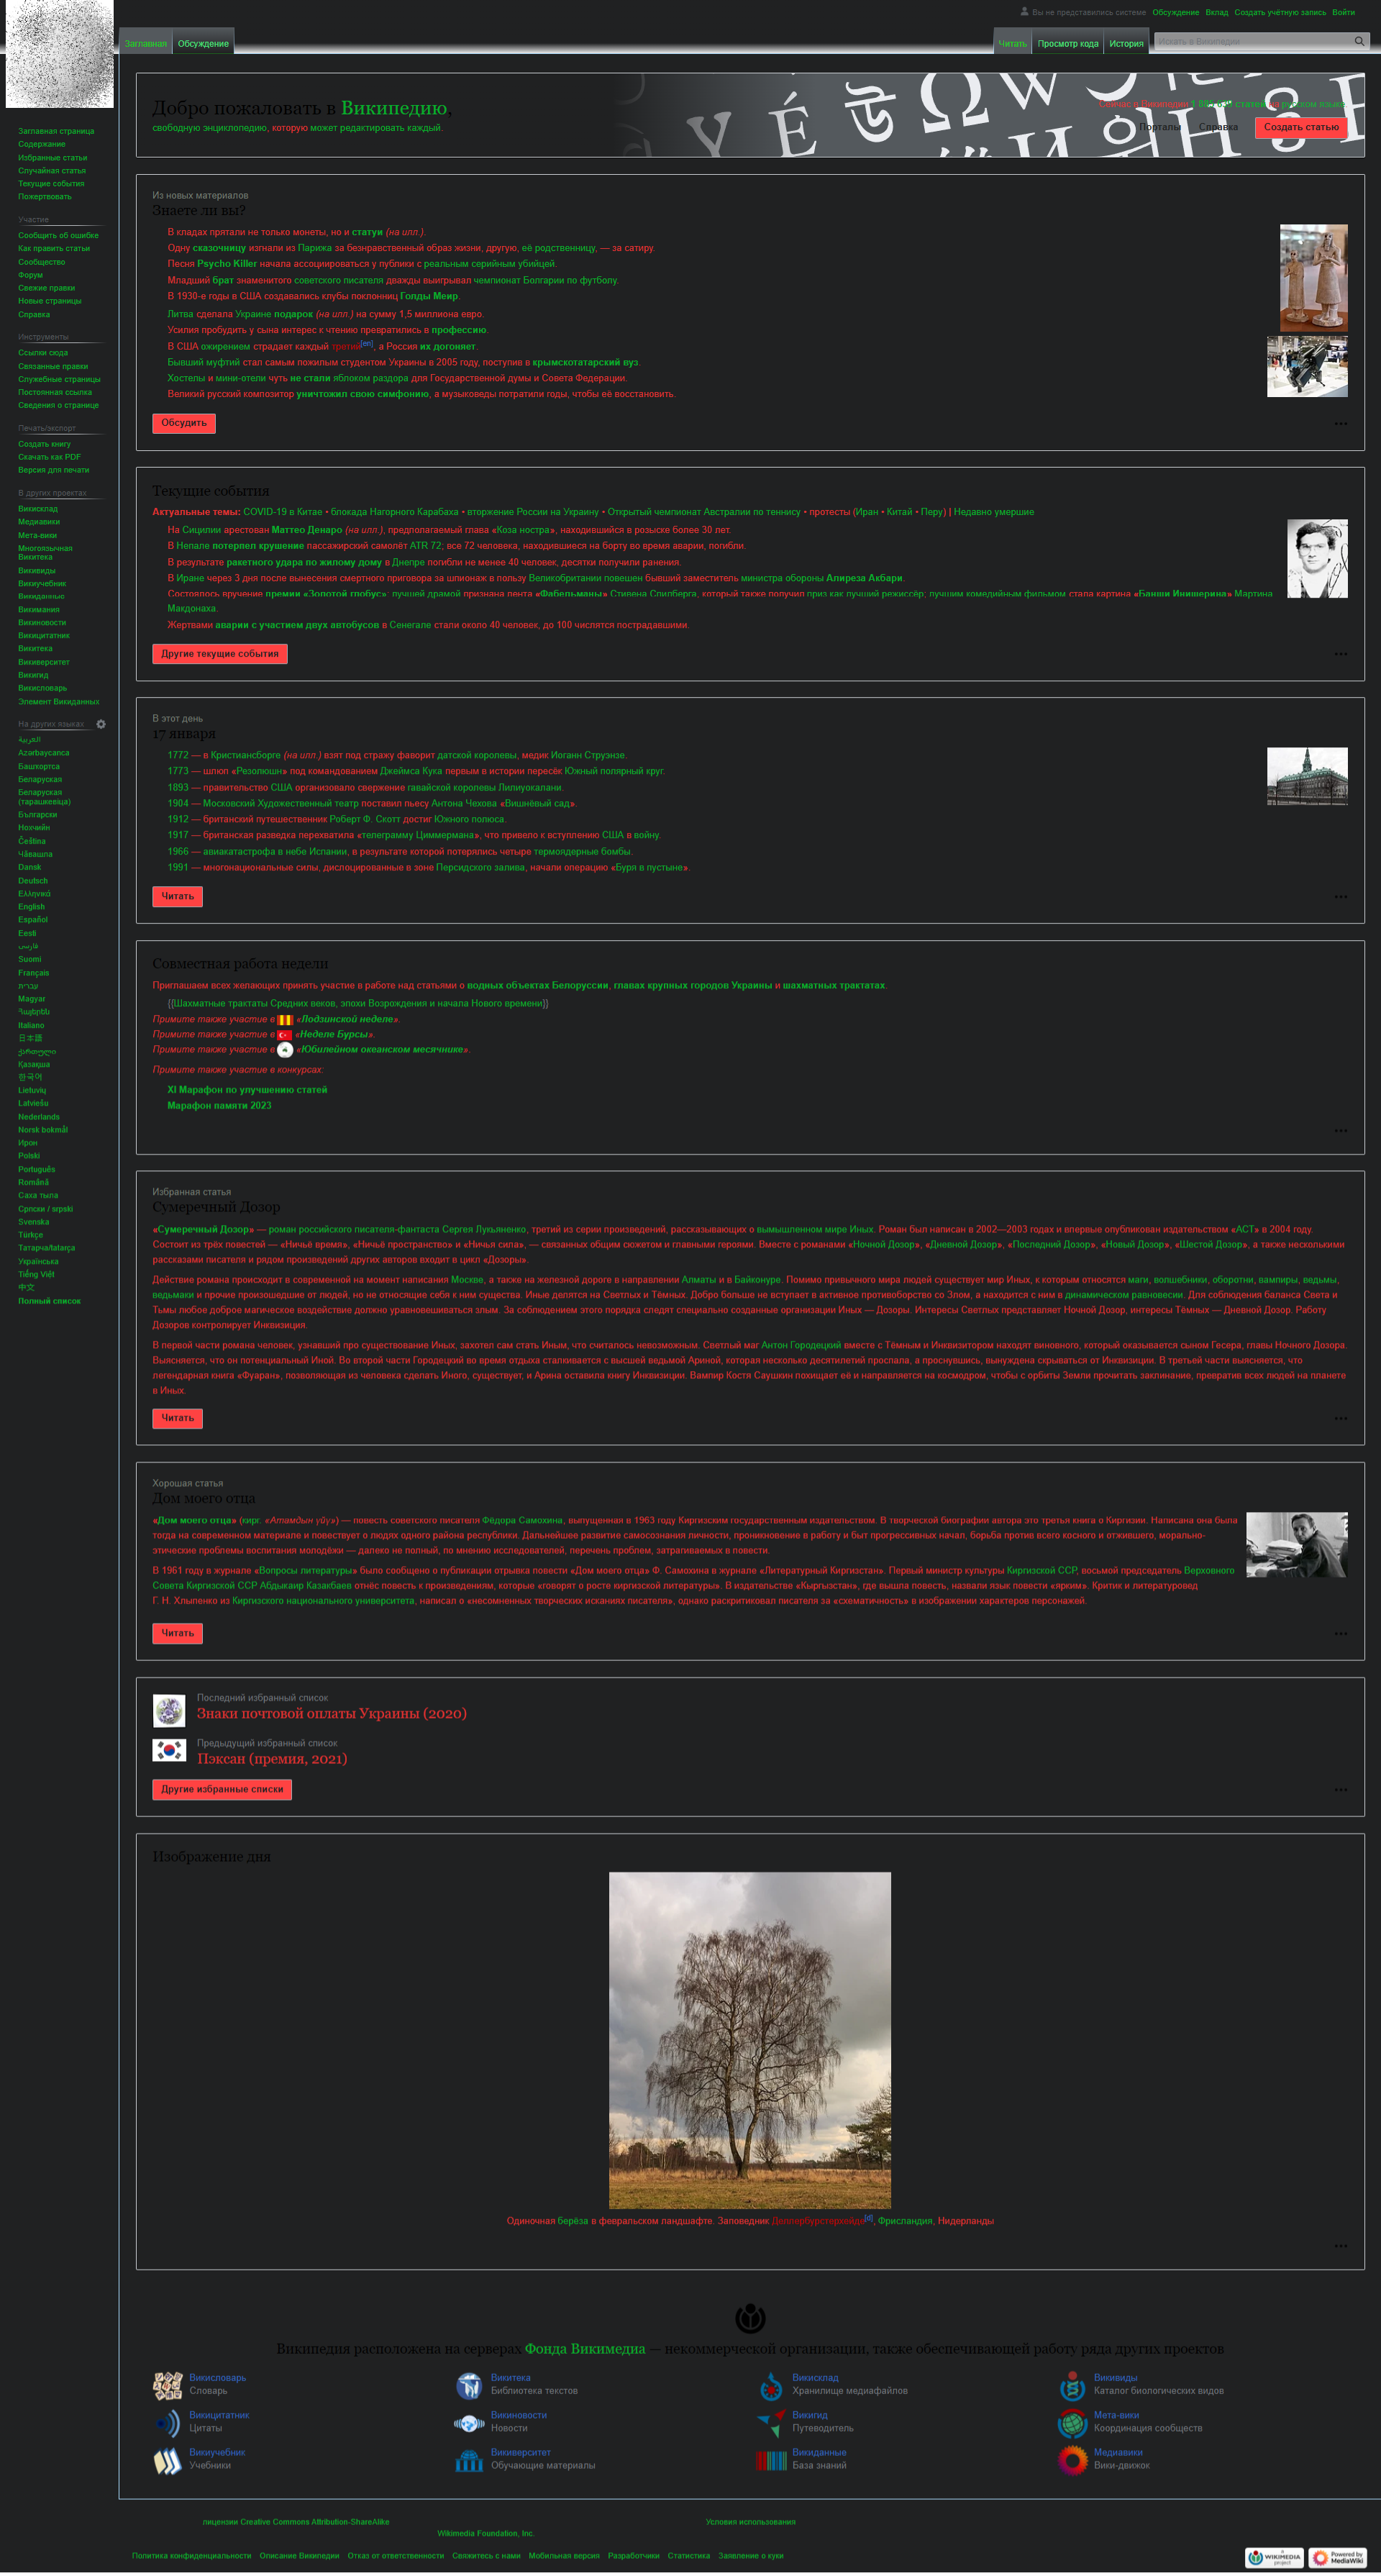 Вы не представились системе Обсуждение Вклад Создать учётную запись Войти
Заглавная Обсуждение
Читать Просмотр кода История Искать в Википедии
Заглавная страница
Содержание
Избранные статьи
Случайная статья
Текущие события
Пожертвовать
Участие
Сообщить об ошибке
Как править статьи
Сообщество
Форум
Свежие правки
Новые страницы
Справка
Инструменты
Ссылки сюда
Связанные правки
Служебные страницы
Постоянная ссылка
Сведения о странице
Печать/экспорт
Создать книгу
Скачать как PDF
Версия для печати
В других проектах
Викисклад
Медиавики
Мета-вики
Многоязычная
Викитека
Викивиды
Викиучебник
Викиданные
Викимания
Викиновости
Викицитатник
Викитека
Викиверситет
Викигид
Викисловарь
Элемент Викиданных
На других языках
العربية
Azərbaycanca
Башҡортса
Беларуская
Беларуская
(тарашкевіца)
Български
Нохчийн
Čeština
Чӑвашла
Dansk
Deutsch
Ελληνικά
English
Español
Eesti
فارسی
Suomi
Français
עברית
Magyar
Հայերեն
Italiano
日本語
ქართული
Қазақша
한국어
Lietuvių
Latviešu
Nederlands
Norsk bokmål
Ирон
Polski
Português
Română
Саха тыла
Српски / srpski
Svenska
Türkçe
Татарча/tatarça
Українська
Tiếng Việt
中文
Полный список
Добро пожаловать в Википедию,
свободную энциклопедию, которую может редактировать каждый.
Сейчас в Википедии статей на русском языке.
Порталы Справка Создать статью
Из новых материалов
Знаете ли вы?
В кладах прятали не только монеты, но и статуи (на илл.).
Одну сказочницу изгнали из Парижа за безнравственный образ жизни, другую, её родственницу, — за сатиру.
Песня Psycho Killer начала ассоциироваться у публики с реальным серийным убийцей.
Младший брат знаменитого советского писателя дважды выигрывал чемпионат Болгарии по футболу.
В 1930-е годы в США создавались клубы поклонниц Голды Меир.
Литва сделала Украине подарок (на илл.) на сумму 1,5 миллиона евро.
Усилия пробудить у сына интерес к чтению превратились в профессию.
В США ожирением страдает каждый третий[en], а Россия их догоняет.
Бывший муфтий стал самым пожилым студентом Украины в 2005 году, поступив в крымскотатарский вуз.
Хостелы и мини-отели чуть не стали яблоком раздора для Государственной думы и Совета Федерации.
Великий русский композитор уничтожил свою симфонию, а музыковеды потратили годы, чтобы её восстановить.
Обсудить
Текущие события
Актуальные темы: COVID-19 в Китае • блокада Нагорного Карабаха • вторжение России на Украину • Открытый чемпионат Австралии по теннису • протесты (Иран • Китай • Перу) | Недавно умершие
На Сицилии арестован Маттео Денаро (на илл.), предполагаемый глава «Коза ностра», находившийся в розыске более 30 лет.
В Непале потерпел крушение пассажирский самолёт ATR 72; все 72 человека, находившиеся на борту во время аварии, погибли.
В результате ракетного удара по жилому дому в Днепре погибли не менее 40 человек, десятки получили ранения.
В Иране через 3 дня после вынесения смертного приговора за шпионаж в пользу Великобритании повешен бывший заместитель министра обороны Алиреза Акбари.
Состоялось вручение премии «Золотой глобус»: лучшей драмой признана лента «Фабельманы» Стивена Спилберга, который также получил приз как лучший режиссёр; лучшим комедийным фильмом стала картина «Банши Инишерина» Мартина
Макдонаха.
Жертвами аварии с участием двух автобусов в Сенегале стали около 40 человек, до 100 числятся пострадавшими.
Другие текущие события
В этот день
17 января
1772 — в Кристиансборге (на илл.) взят под стражу фаворит датской королевы, медик Иоганн Струэнзе.
1773 — шлюп «Резолюшн» под командованием Джеймса Кука первым в истории пересёк Южный полярный круг.
1893 — правительство США организовало свержение гавайской королевы Лилиуокалани.
1904 — Московский Художественный театр поставил пьесу Антона Чехова «Вишнёвый сад».
1912 — британский путешественник Роберт Ф. Скотт достиг Южного полюса.
1917 — британская разведка перехватила «телеграмму Циммермана», что привело к вступлению США в войну.
1966 — авиакатастрофа в небе Испании, в результате которой потерялись четыре термоядерные бомбы.
1991 — многонациональные силы, дислоцированные в зоне Персидского залива, начали операцию «Буря в пустыне».
Читать
Совместная работа недели
Приглашаем всех желающих принять участие в работе над статьями о водных объектах Белоруссии, главах крупных городов Украины и шахматных трактатах.
{{Шахматные трактаты Средних веков, эпохи Возрождения и начала Нового времени}}
Примите также участие в «Лодзинской неделе».
Примите также участие в «Неделе Бурсы».
Примите также участие в «Юбилейном океанском месячнике».
Примите также участие в конкурсах:
XI Марафон по улучшению статей
Марафон памяти 2023
Избранная статья
Сумеречный Дозор
«Сумеречный Дозор» — роман российского писателя-фантаста Сергея Лукьяненко, третий из серии произведений, рассказывающих о вымышленном мире Иных. Роман был написан в 2002—2003 годах и впервые опубликован издательством «АСТ» в 2004 году.
Состоит из трёх повестей — «Ничьё время», «Ничьё пространство» и «Ничья сила», — связанных общим сюжетом и главными героями. Вместе с романами «Ночной Дозор», «Дневной Дозор», «Последний Дозор», «Новый Дозор», «Шестой Дозор», а также несколькими
рассказами писателя и рядом произведений других авторов входит в цикл «Дозоры».
Действие романа происходит в современной на момент написания Москве, а также на железной дороге в направлении Алматы и в Байконуре. Помимо привычного мира людей существует мир Иных, к которым относятся маги, волшебники, оборотни, вампиры, ведьмы,
ведьмаки и прочие произошедшие от людей, но не относящие себя к ним существа. Иные делятся на Светлых и Тёмных. Добро больше не вступает в активное противоборство со Злом, а находится с ним в динамическом равновесии. Для соблюдения баланса Света и
Тьмы любое доброе магическое воздействие должно уравновешиваться злым. За соблюдением этого порядка следят специально созданные организации Иных — Дозоры. Интересы Светлых представляет Ночной Дозор, интересы Тёмных — Дневной Дозор. Работу
Дозоров контролирует Инквизиция.
В первой части романа человек, узнавший про существование Иных, захотел сам стать Иным, что считалось невозможным. Светлый маг Антон Городецкий вместе с Тёмным и Инквизитором находят виновного, который оказывается сыном Гесера, главы Ночного Дозора.
Выясняется, что он потенциальный Иной. Во второй части Городецкий во время отдыха сталкивается с высшей ведьмой Ариной, которая несколько десятилетий проспала, а проснувшись, вынуждена скрываться от Инквизиции. В третьей части выясняется, что
легендарная книга «Фуаран», позволяющая из человека сделать Иного, существует, и Арина оставила книгу Инквизиции. Вампир Костя Саушкин похищает её и направляется на космодром, чтобы с орбиты Земли прочитать заклинание, превратив всех людей на планете
в Иных.
Читать
Хорошая статья
Дом моего отца
«Дом моего отца» (кирг. «Атамдын үйү») — повесть советского писателя Фёдора Самохина, выпущенная в 1963 году Киргизским государственным издательством. В творческой биографии автора это третья книга о Киргизии. Написана она была
тогда на современном материале и повествует о людях одного района республики. Дальнейшее развитие самосознания личности, проникновение в работу и быт прогрессивных начал, борьба против всего косного и отжившего, морально-
этические проблемы воспитания молодёжи — далеко не полный, по мнению исследователей, перечень проблем, затрагиваемых в повести.
В 1961 году в журнале «Вопросы литературы» было сообщено о публикации отрывка повести «Дом моего отца» Ф. Самохина в журнале «Литературный Киргизстан». Первый министр культуры Киргизской ССР, восьмой председатель Верховного
Совета Киргизской ССР Абдыкаир Казакбаев отнёс повесть к произведениям, которые «говорят о росте киргизской литературы». В издательстве «Кыргызстан», где вышла повесть, назвали язык повести «ярким». Критик и литературовед
Г. Н. Хлыпенко из Киргизского национального университета, написал о «несомненных творческих исканиях писателя», однако раскритиковал писателя за «схематичность» в изображении характеров персонажей.
Читать
Последний избранный список
Знаки почтовой оплаты Украины (2020)
Предыдущий избранный список
Пэксан (премия, 2021)
Другие избранные списки
Изображение дня
Одиночная берёза в февральском ландшафте. Заповедник Деллербурстерхейде[d], Фрисландия, Нидерланды
Википедия расположена на серверах Фонда Викимедиа — некоммерческой организации, также обеспечивающей работу ряда других проектов
Викисловарь
Словарь
Викитека
Библиотека текстов
Викисклад
Хранилище медиафайлов
Викивиды
Каталог биологических видов
Викицитатник
Цитаты
Викиновости
Новости
Викигид
Путеводитель
Мета-вики
Координация сообществ
Викиучебник
Учебники
Викиверситет
Обучающие материалы
Викиданные
База знаний
Медиавики
Вики-движок
лицензии Creative Commons Attribution-ShareAlike Условия использования
Wikimedia Foundation, Inc.
Политика конфиденциальности Описание Википедии Отказ от ответственности Свяжитесь с нами Мобильная версия Разработчики Статистика Заявление о куки
A WIKIMEDIA project
Powered by MediaWiki